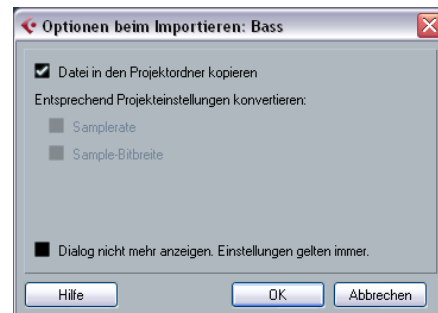 Optionen beim Importieren: Bass
Datei in den Projektordner kopieren
Entsprechend Projekteinstellungen konvertieren:
Samplerate
Sample-Bitbreite
Dialog nicht mehr anzeigen. Einstellungen gelten immer.
Hilfe
OK
Abbrechen